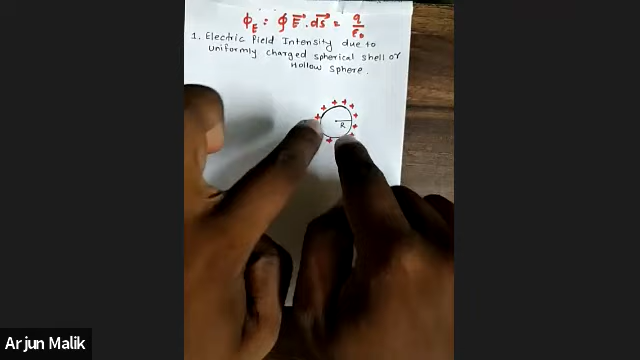 ϕE : ∮ E⃗ . ds⃗ = q/ε0
1. Electric Field Intensity due to
uniformly charged spherical shell or
Hollow sphere.
R
Arjun Malik